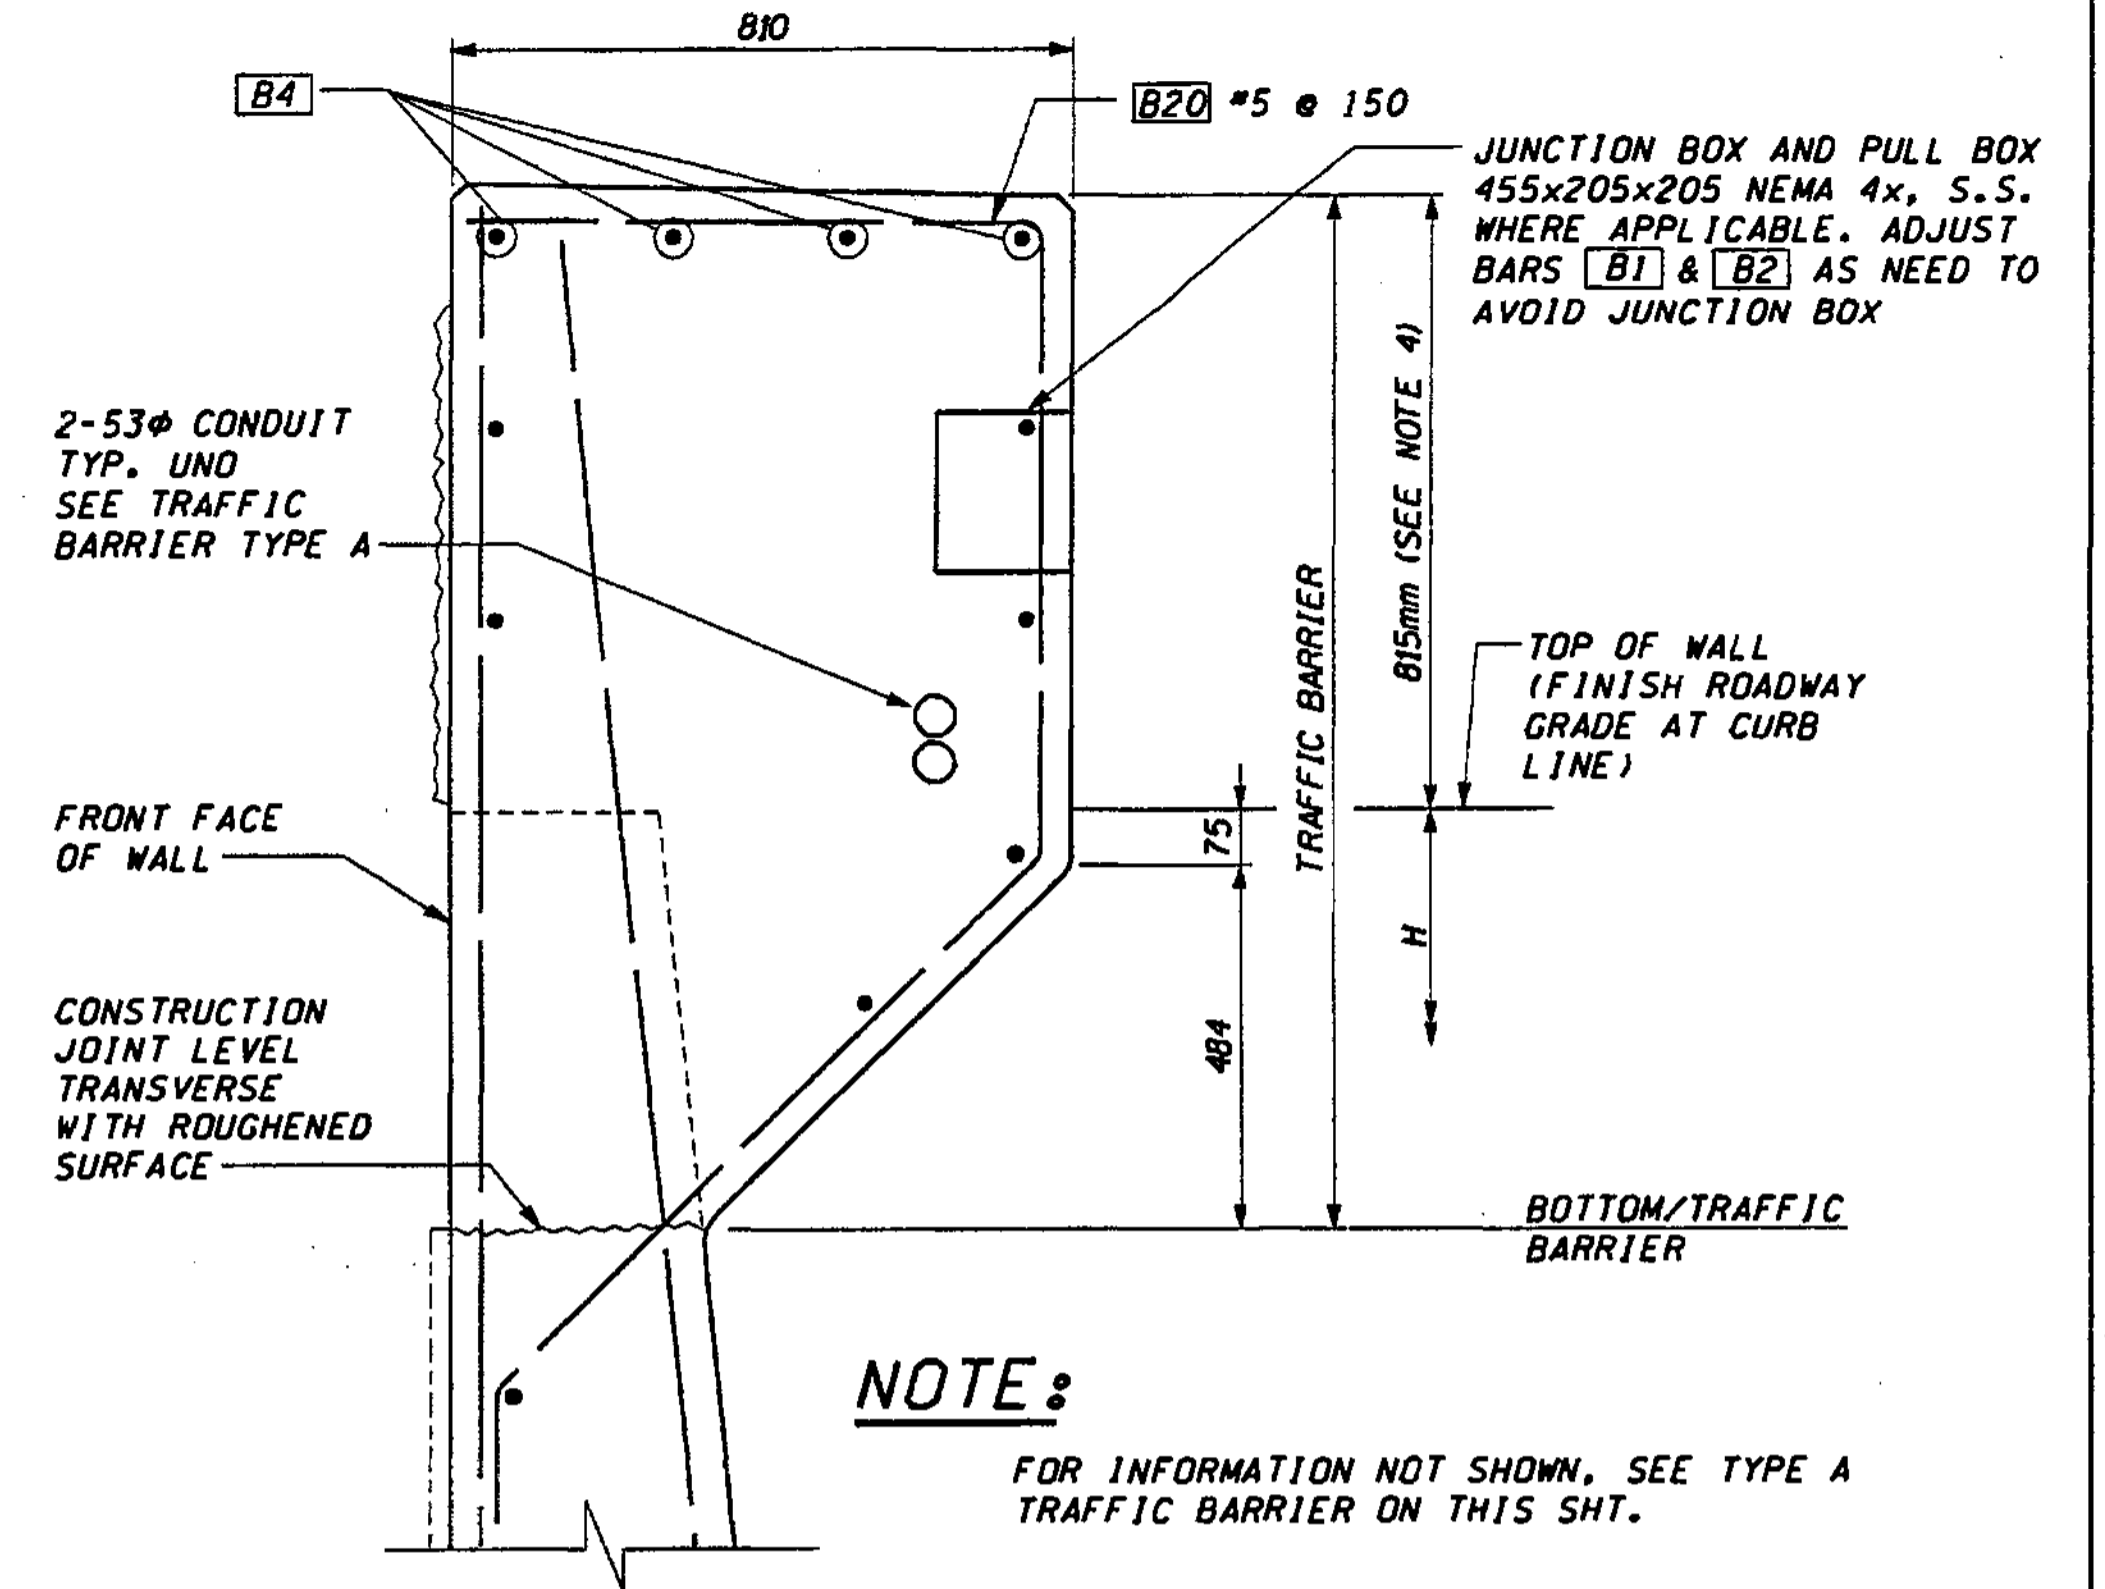 810
B4
B20 #5 @ 150
JUNCTION BOX AND PULL BOX
455x205x205 NEMA 4x, S.S.
WHERE APPLICABLE. ADJUST
BARS B1 & B2 AS NEED TO
AVOID JUNCTION BOX
2-53φ CONDUIT
TYP. UNO
SEE TRAFFIC
BARRIER TYPE A
815mm (SEE NOTE 4)
TRAFFIC BARRIER
TOP OF WALL
(FINISH ROADWAY
GRADE AT CURB
LINE)
FRONT FACE
OF WALL
75
H
484
CONSTRUCTION
JOINT LEVEL
TRANSVERSE
WITH ROUGHENED
SURFACE
BOTTOM/TRAFFIC
BARRIER
NOTE:
FOR INFORMATION NOT SHOWN, SEE TYPE A
TRAFFIC BARRIER ON THIS SHT.